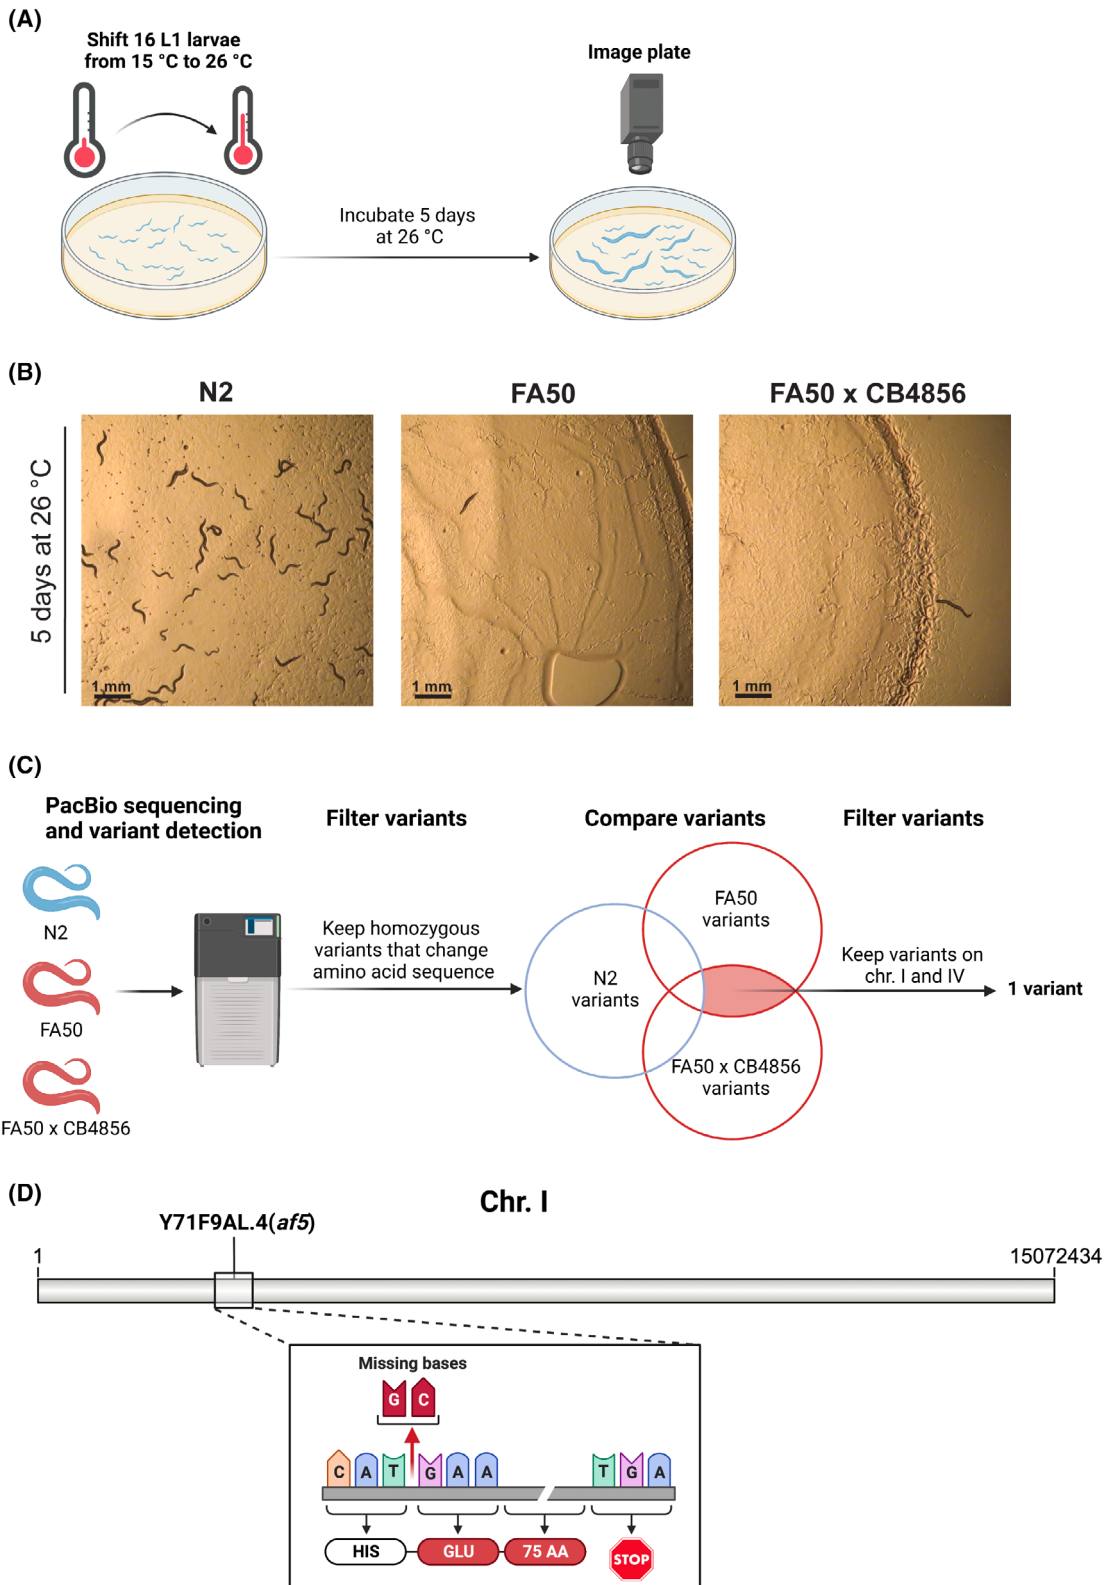 (A)
Shift 16 L1 larvae
from 15 °C to 26 °C
Image plate
Incubate 5 days
at 26 °C
(B)
N2
FA50
FA50 x CB4856
5 days at 26 °C
1 mm
1 mm
1 mm
(C)
PacBio sequencing
and variant detection
Filter variants
Compare variants
Filter variants
N2
FA50
FA50 x CB4856
Keep homozygous
variants that change
amino acid sequence
FA50
variants
N2
variants
FA50 x CB4856
variants
Keep variants on
chr. I and IV
1 variant
(D)
Chr. I
Y71F9AL.4(af5)
1
15072434
Missing bases
G C
C A T G A A T G A
HIS GLU 75 AA STOP